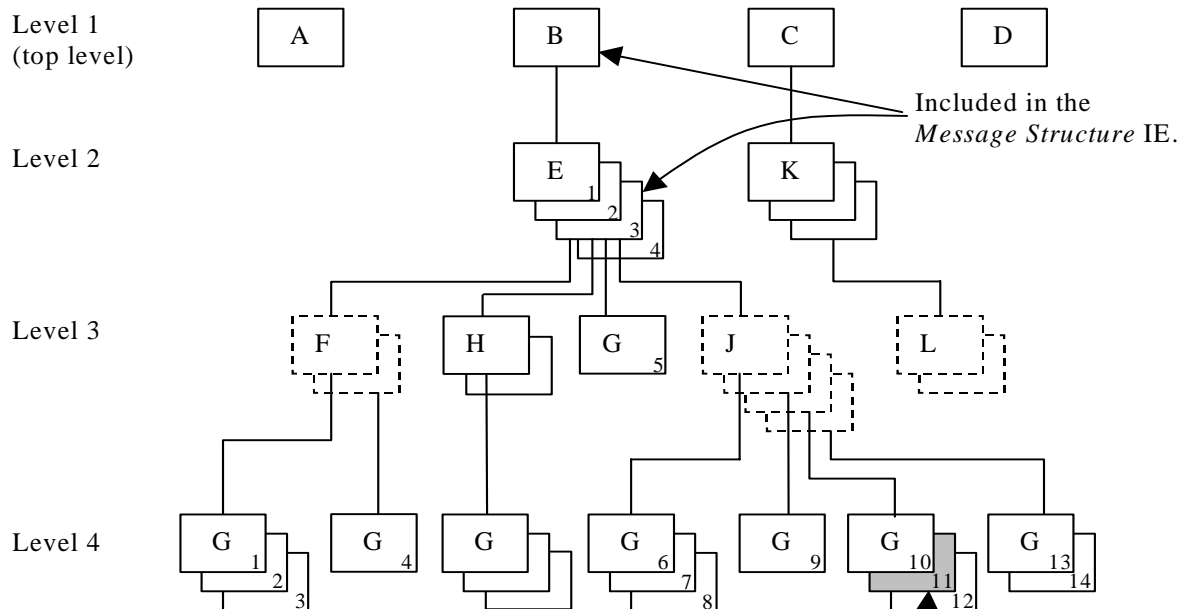 Level 1
(top level)
A
B
C
D
Included in the
Message Structure IE.
Level 2
E
1
2
3
4
K
Level 3
F
H
G
5
J
L
Level 4
G
1
2
3
G
4
G
G
6
7
8
G
9
G
10
11
12
G
13
14